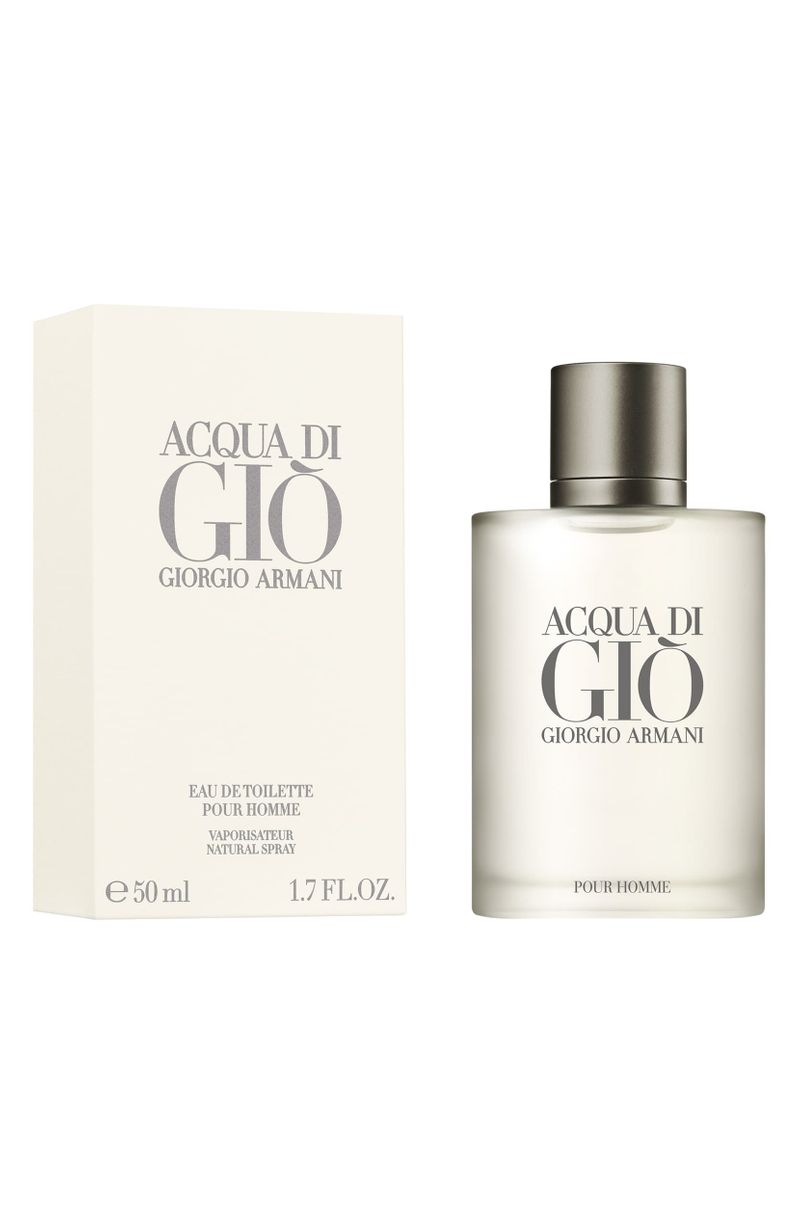 ACQUA DI
GIÒ
GIORGIO ARMANI
EAU DE TOILETTE
POUR HOMME
VAPORISATEUR
NATURAL SPRAY
℮ 50 ml 1.7 FL.OZ.
ACQUA DI
GIÒ
GIORGIO ARMANI
POUR HOMME